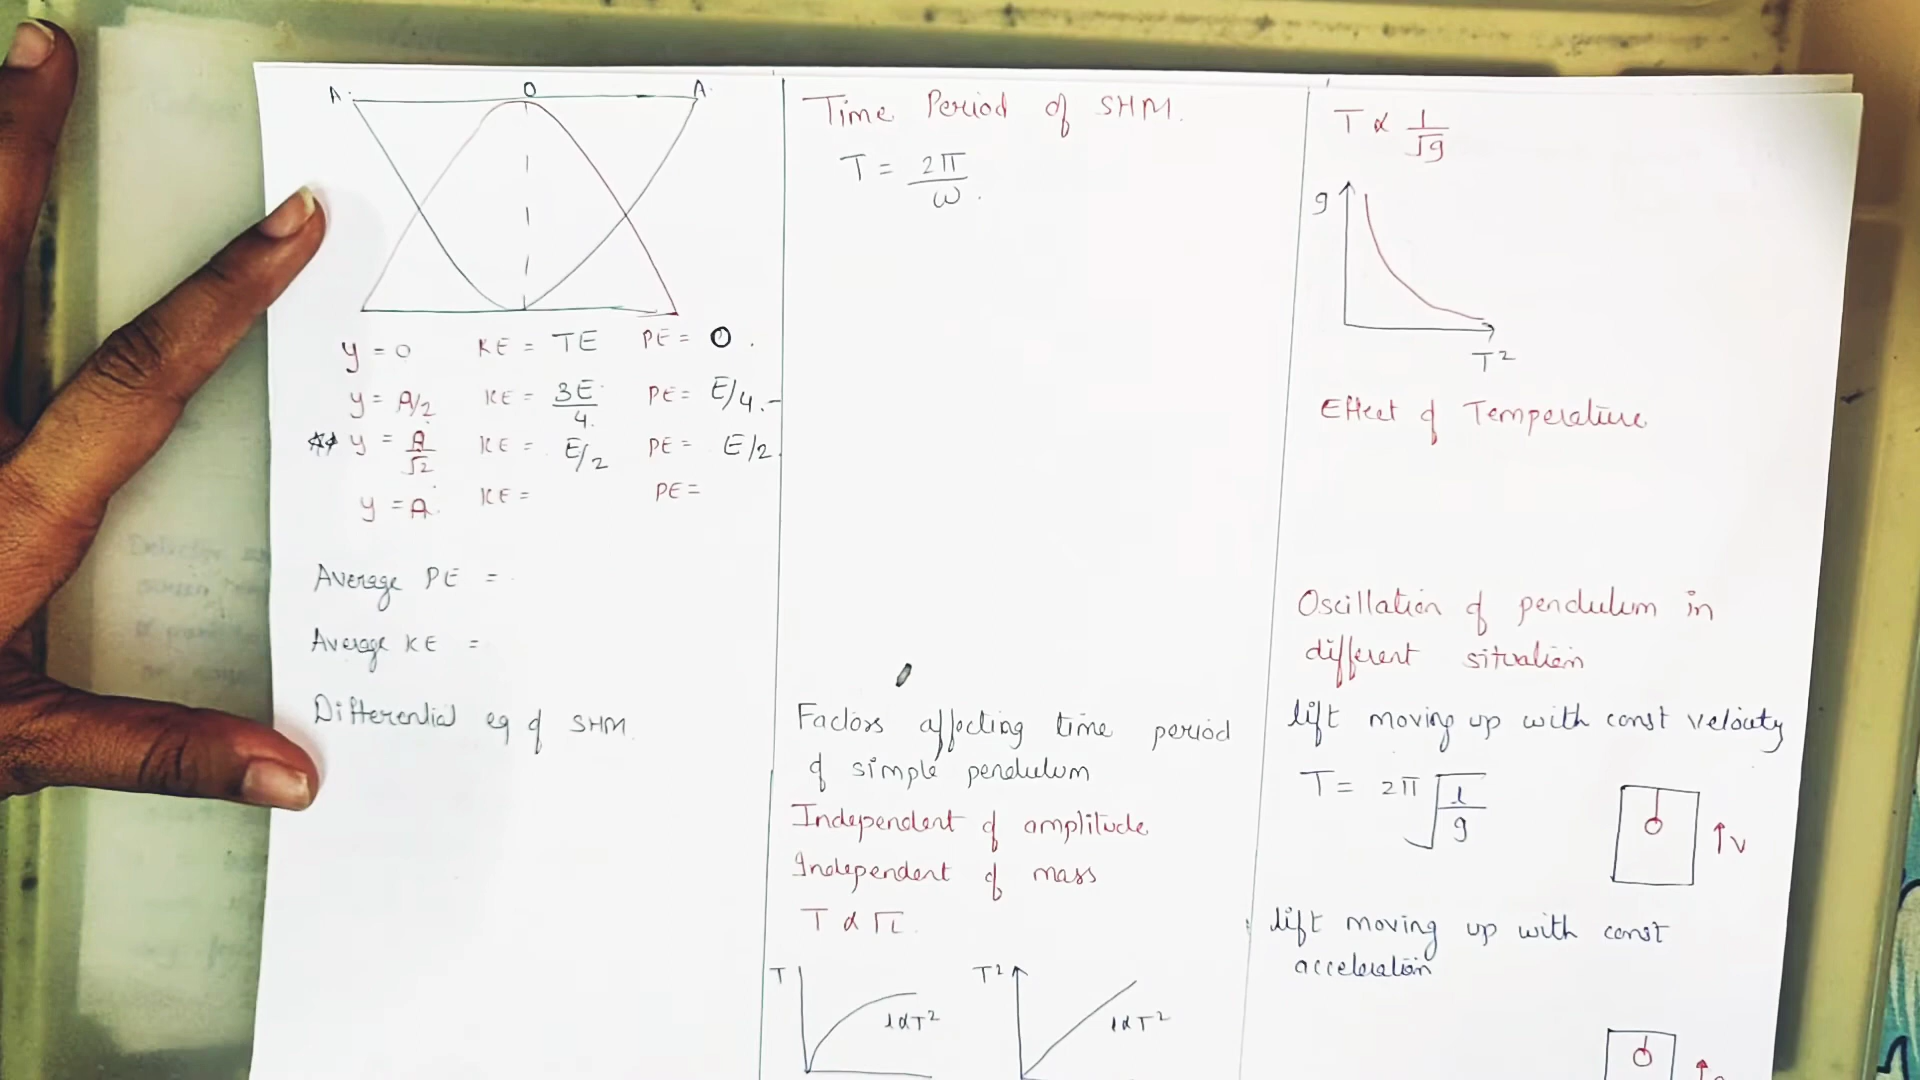 A O A
y = 0 KE = TE PE = 0.
y = A/2 KE = 3E/4. PE = E/4.-
y = A/√2 KE = E/2 PE = E/2
y = A. KE = PE =
Average PE =
Average KE =
Differential eq of SHM.
Time Period of SHM.
T = 2π/ω.
Factors affecting time period
of simple pendulum
Independent of amplitude
Independent of mass
T ∝ √L.
T l∝T²
T² l∝T²
T ∝ 1/√g
g
T²
Effect of Temperature
Oscillation of pendulum in
different situation
lift moving up with const velocity
T = 2π √l/g
↑v
lift moving up with const
acceleration